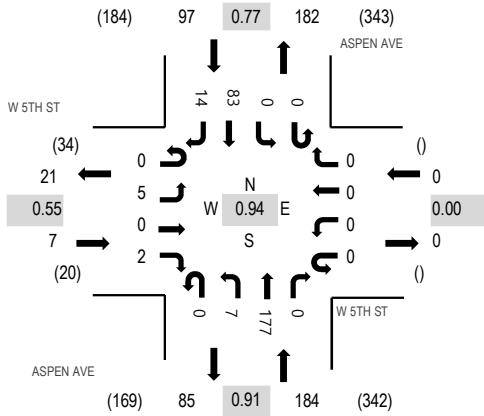 (184) 97 0.77 182 (343)
ASPEN AVE
14 83 0 0
W 5TH ST
(34) 0 0 ()
21 0
5 N 0
0.55 0 W 0.94 E 0 0.00
7 S 0
(20) 2 0 ()
0 7 177 0
W 5TH ST
ASPEN AVE
(169) 85 0.91 184 (342)